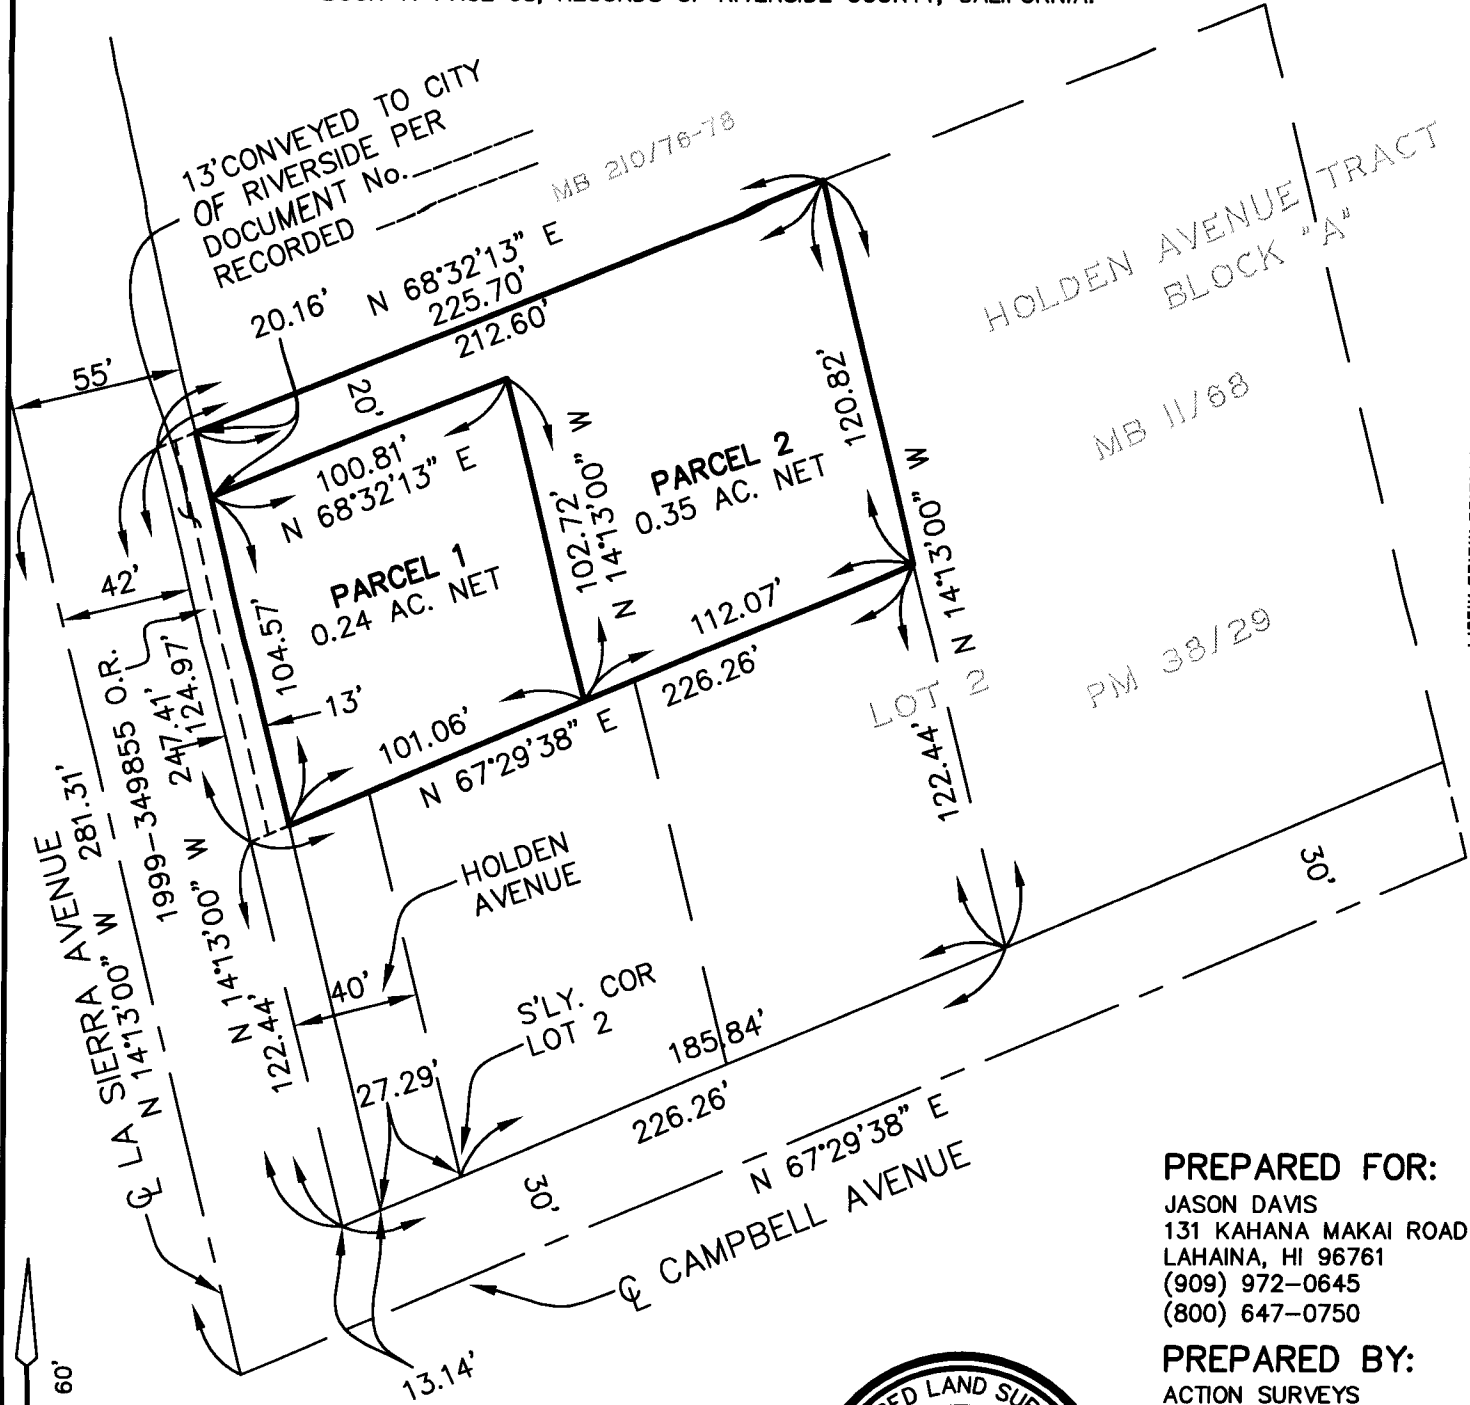 13'CONVEYED TO CITY
OF RIVERSIDE PER
DOCUMENT No.
RECORDED
MB 210/76-78
HOLDEN AVENUE TRACT
BLOCK "A"
20.16'
N 68°32'13" E
225.70'
212.60'
55'
20'
100.81'
N 68°32'13" E
120.82'
MB 11/68
PARCEL 2
0.35 AC. NET
102.72'
N 14°13'00" W
N 14°13'00" W
PARCEL 1
0.24 AC. NET
42'
104.57'
13'
112.07'
226.26'
101.06'
N 67°29'38" E
LOT 2
PM 38/29
122.44'
1999-349855 O.R.
247.41'
124.97'
LA SIERRA AVENUE
N 14°13'00" W 281.31'
N 14°13'00" W
122.44'
HOLDEN
AVENUE
40'
S'LY. COR
LOT 2
27.29'
185.84'
226.26'
30'
30'
N 67°29'38" E
℄ CAMPBELL AVENUE
℄
13.14'
60'
PREPARED FOR:
JASON DAVIS
131 KAHANA MAKAI ROAD
LAHAINA, HI 96761
(909) 972-0645
(800) 647-0750
PREPARED BY:
ACTION SURVEYS
LAND